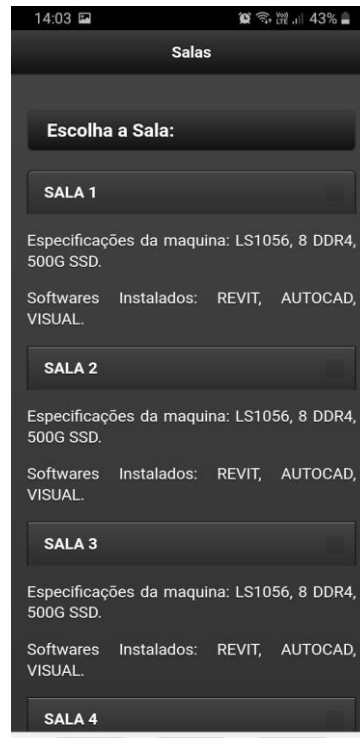 14:03 43%
Salas
Escolha a Sala:
SALA 1
Especificações da maquina: LS1056, 8 DDR4,
500G SSD.
Softwares Instalados: REVIT, AUTOCAD,
VISUAL.
SALA 2
Especificações da maquina: LS1056, 8 DDR4,
500G SSD.
Softwares Instalados: REVIT, AUTOCAD,
VISUAL.
SALA 3
Especificações da maquina: LS1056, 8 DDR4,
500G SSD.
Softwares Instalados: REVIT, AUTOCAD,
VISUAL.
SALA 4